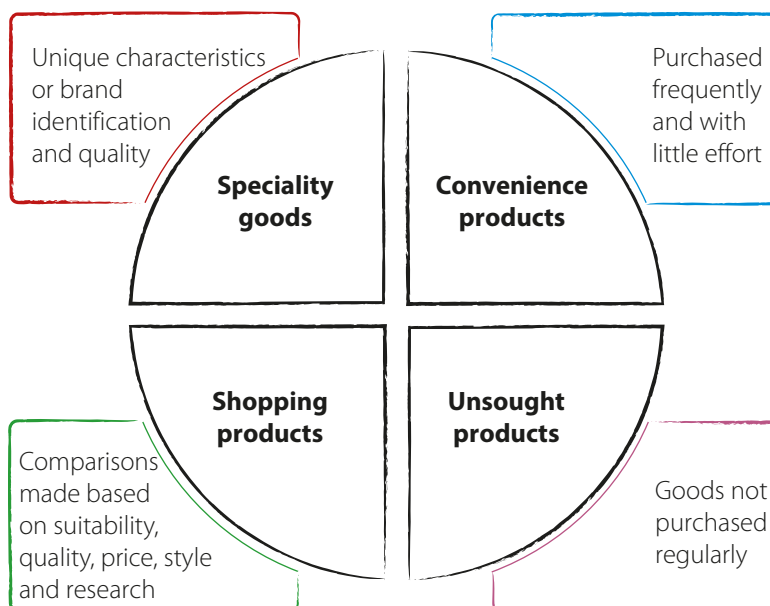 Unique characteristics
or brand
identification
and quality
Speciality
goods
Purchased
frequently
and with
little effort
Convenience
products
Comparisons
made based
on suitability,
quality, price, style
and research
Shopping
products
Goods not
purchased
regularly
Unsought
products